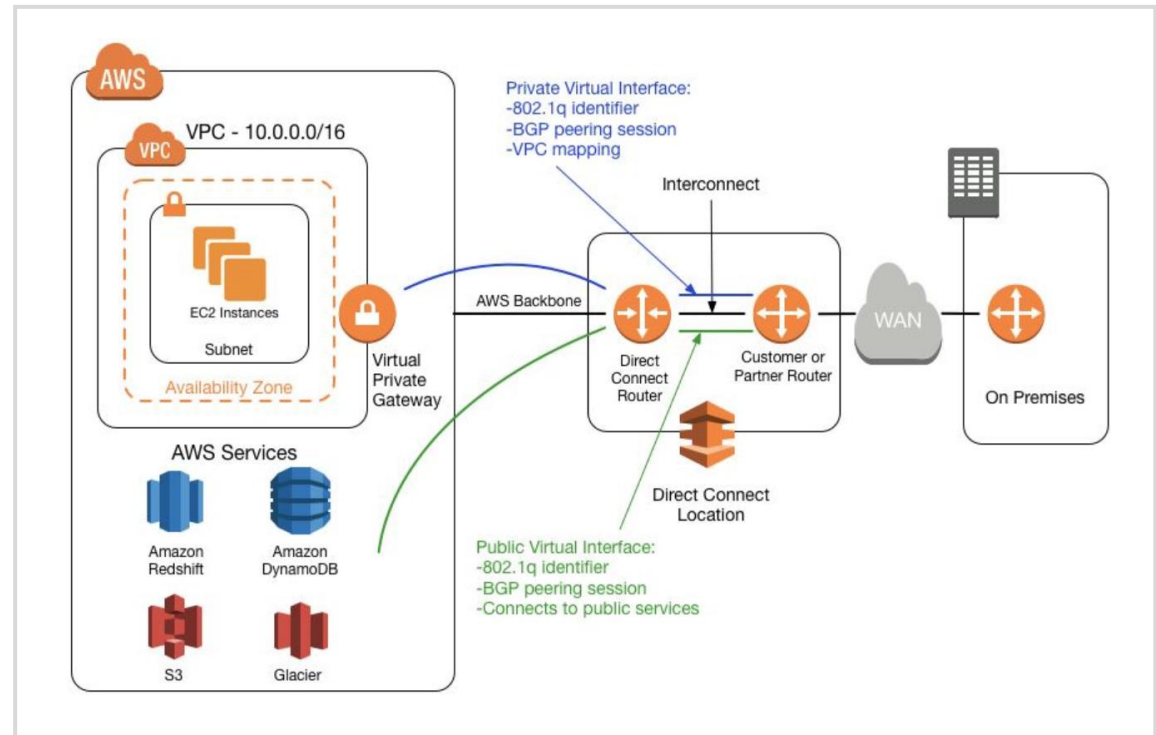 AWS
VPC - 10.0.0.0/16
VPC
EC2 Instances
Subnet
Availability Zone
Virtual
Private
Gateway
AWS Services
Amazon
Redshift
Amazon
DynamoDB
S3
Glacier
Private Virtual Interface:
-802.1q identifier
-BGP peering session
-VPC mapping
Interconnect
AWS Backbone
Direct
Connect
Router
Customer or
Partner Router
Direct Connect
Location
Public Virtual Interface:
-802.1q identifier
-BGP peering session
-Connects to public services
WAN
On Premises